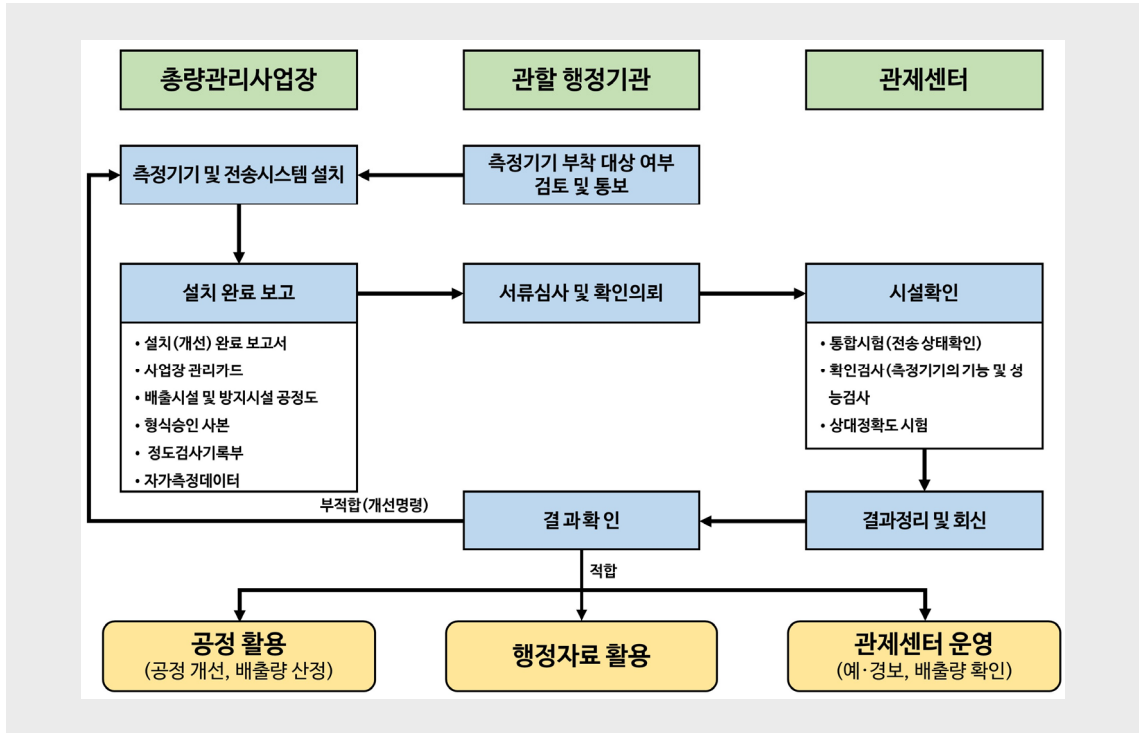 총량관리사업장
관할 행정기관
관제센터
측정기기 및 전송시스템 설치
측정기기 부착 대상 여부
검토 및 통보
설치 완료 보고
서류심사 및 확인의뢰
시설확인
• 설치(개선) 완료 보고서
• 사업장 관리카드
• 배출시설 및 방지시설 공정도
• 형식승인 사본
• 정도검사기록부
• 자가측정데이터
• 통합시험(전송 상태확인)
• 확인검사(측정기기의 기능 및 성
능검사
• 상대정확도 시험
부적합(개선명령)
결과확인
결과정리 및 회신
적합
공정 활용
(공정 개선, 배출량 산정)
행정자료 활용
관제센터 운영
(예·경보, 배출량 확인)